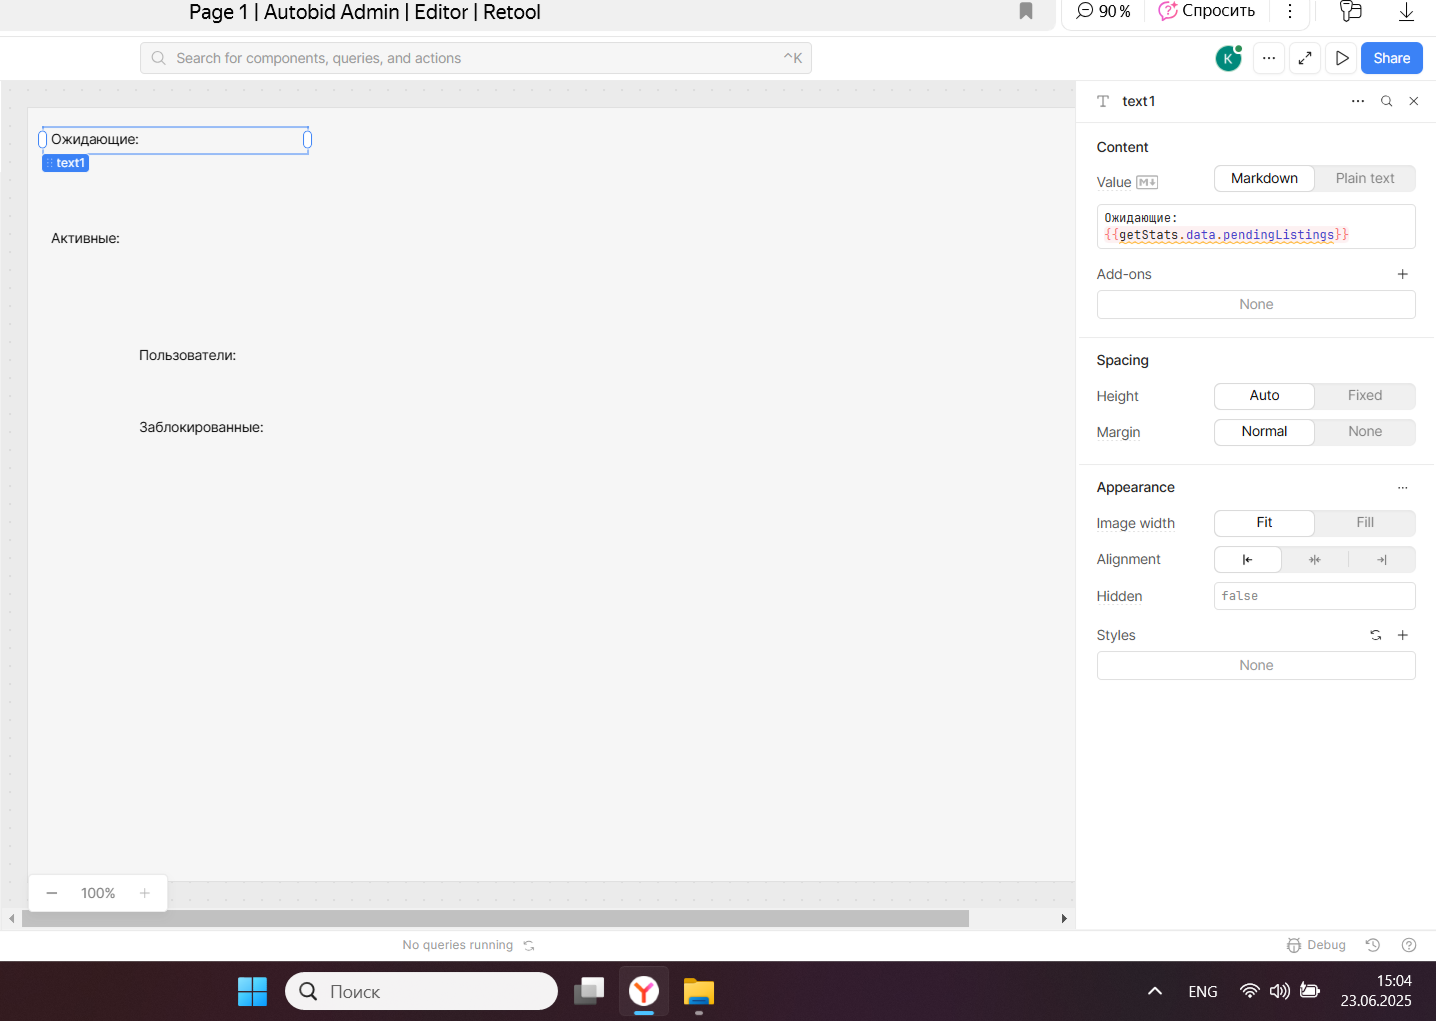 Page 1 | Autobid Admin | Editor | Retool
90 %
Спросить
Search for components, queries, and actions
^K
K
Share
Ожидающие:
text1
Активные:
Пользователи:
Заблокированные:
100%
text1
Content
Value
Markdown
Plain text
Ожидающие:
{{getStats.data.pendingListings}}
Add-ons
None
Spacing
Height
Auto
Fixed
Margin
Normal
None
Appearance
Image width
Fit
Fill
Alignment
Hidden
false
Styles
None
No queries running
Debug
Поиск
ENG
15:04
23.06.2025